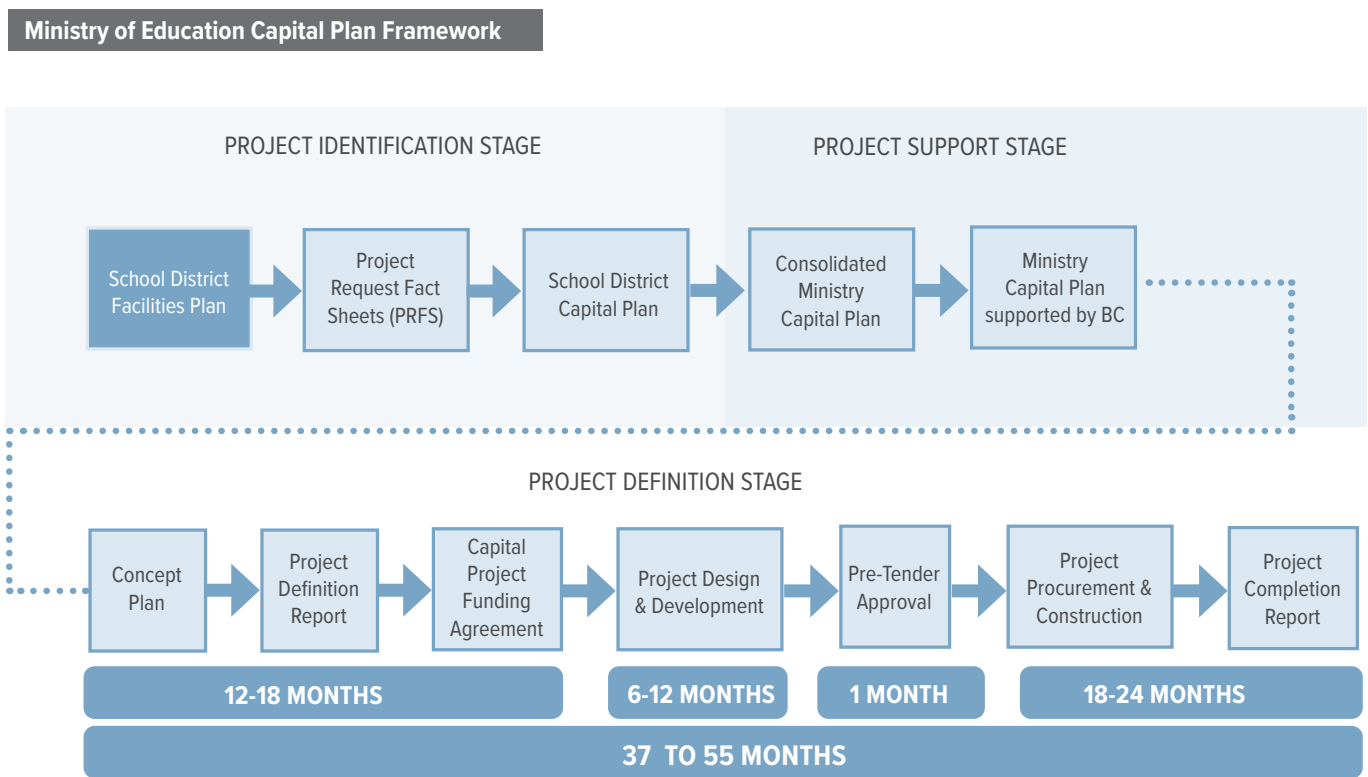 Ministry of Education Capital Plan Framework
PROJECT IDENTIFICATION STAGE
PROJECT SUPPORT STAGE
School District
Facilities Plan
Project
Request Fact
Sheets (PRFS)
School District
Capital Plan
Consolidated
Ministry
Capital Plan
Ministry
Capital Plan
supported by BC
PROJECT DEFINITION STAGE
Concept
Plan
Project
Definition
Report
Capital
Project
Funding
Agreement
Project Design
& Development
Pre-Tender
Approval
Project
Procurement &
Construction
Project
Completion
Report
12-18 MONTHS
6-12 MONTHS
1 MONTH
18-24 MONTHS
37 TO 55 MONTHS